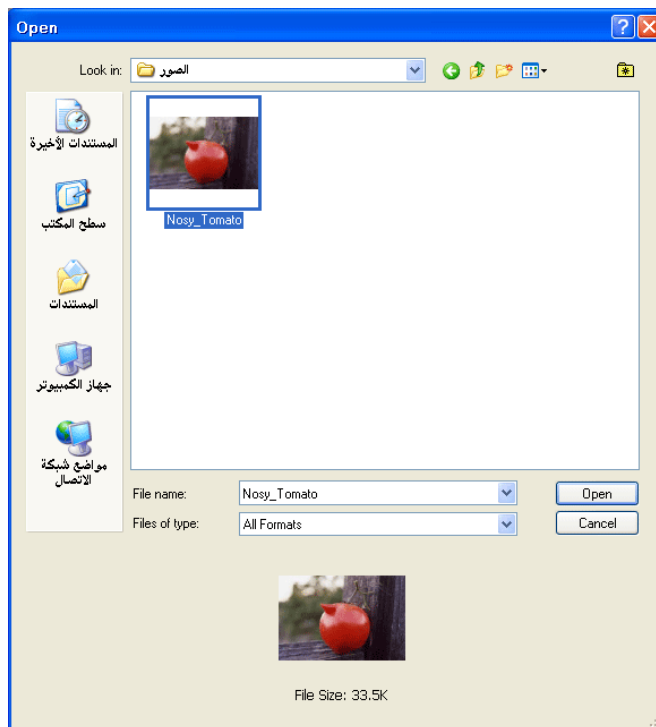 Open
Look in:
الصور
المستندات الأخيرة
سطح المكتب
المستندات
جهاز الكمبيوتر
مواضع شبكة
الاتصال
Nosy_Tomato
File name:
Nosy_Tomato
Open
Files of type:
All Formats
Cancel
File Size: 33.5K